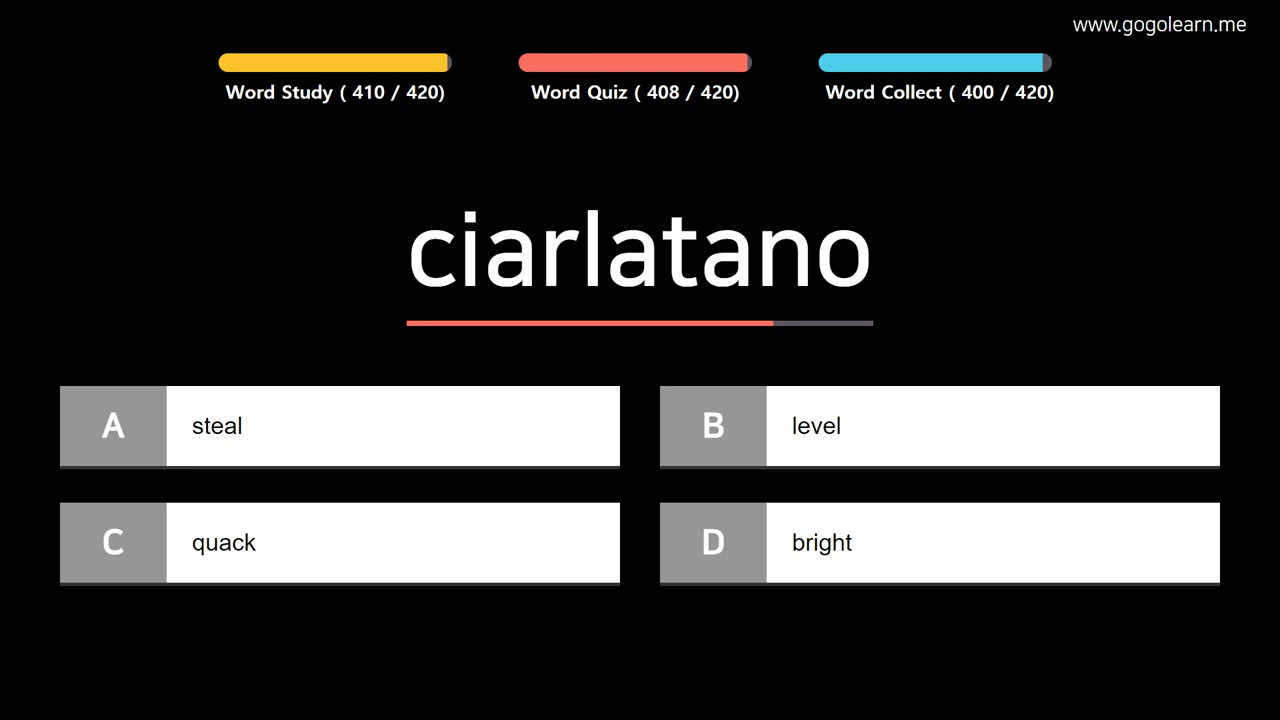 www.gogolearn.me
Word Study ( 410 / 420)
Word Quiz ( 408 / 420)
Word Collect ( 400 / 420)
ciarlatano
A steal
B level
C quack
D bright